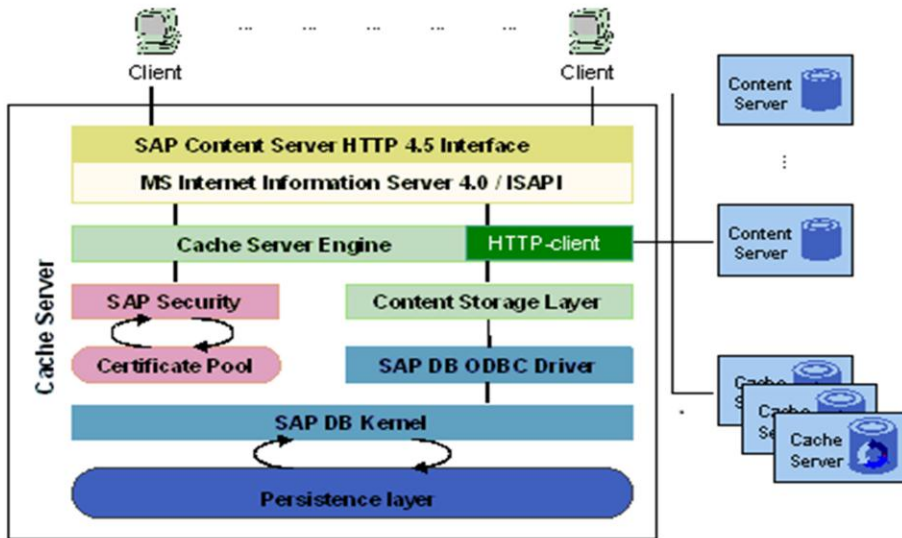 Client
Client
SAP Content Server HTTP 4.5 Interface
MS Internet Information Server 4.0 / ISAPI
Cache Server Engine
HTTP-client
SAP Security
Content Storage Layer
Certificate Pool
SAP DB ODBC Driver
SAP DB Kernel
Persistence layer
Cache Server
Content
Server
Content
Server
Cache
Cache
Cache
Server